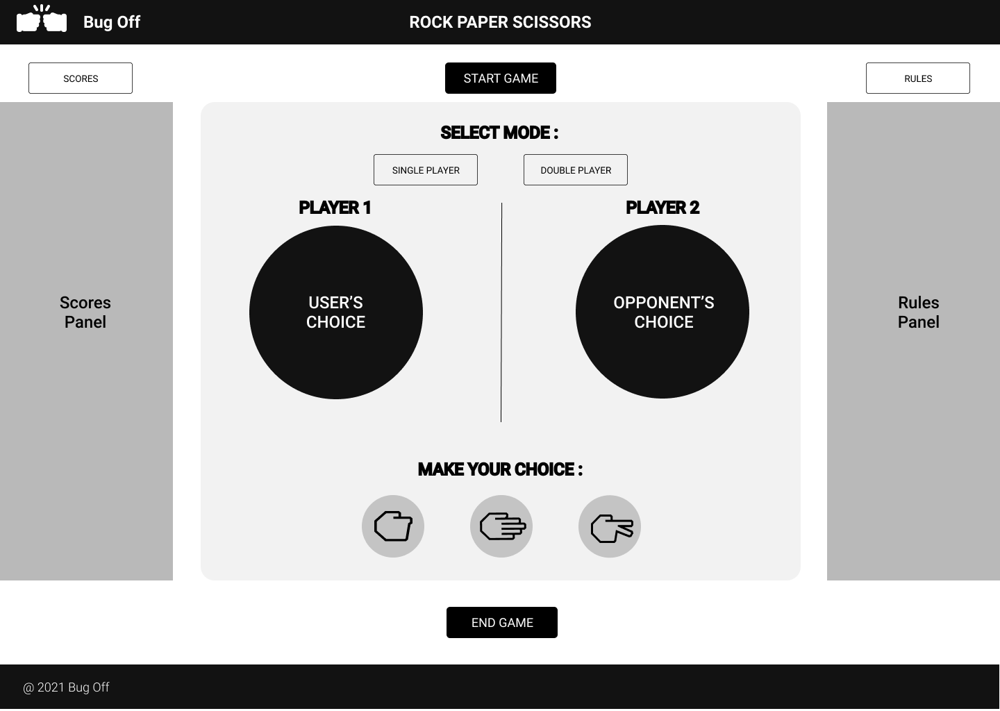 Bug Off
ROCK PAPER SCISSORS
SCORES
START GAME
RULES
SELECT MODE :
SINGLE PLAYER
DOUBLE PLAYER
PLAYER 1
PLAYER 2
USER’S
CHOICE
OPPONENT’S
CHOICE
Scores
Panel
Rules
Panel
MAKE YOUR CHOICE :
END GAME
@ 2021 Bug Off